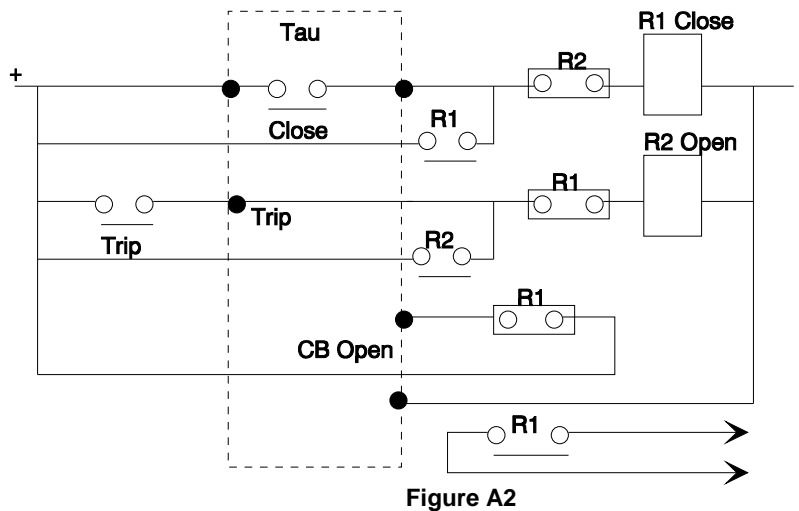 Tau
R1 Close
+
R2
Close
R1
R2 Open
Trip
Trip
R1
R2
R1
CB Open
R1
Figure A2